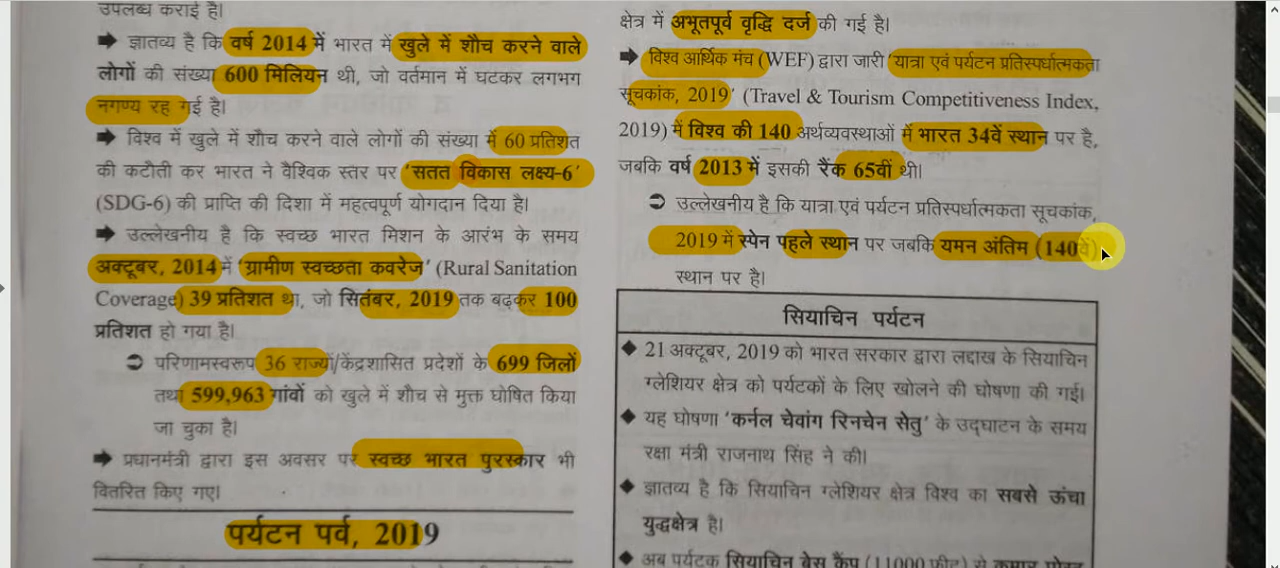 उपलब्ध कराई है।
➡ ज्ञातव्य है कि वर्ष 2014 में भारत में खुले में शौच करने वाले
लोगों की संख्या 600 मिलियन थी, जो वर्तमान में घटकर लगभग
नगण्य रह गई है।
➡ विश्व में खुले में शौच करने वाले लोगों की संख्या में 60 प्रतिशत
की कटौती कर भारत ने वैश्विक स्तर पर 'सतत विकास लक्ष्य-6'
(SDG-6) की प्राप्ति की दिशा में महत्वपूर्ण योगदान दिया है।
➡ उल्लेखनीय है कि स्वच्छ भारत मिशन के आरंभ के समय
अक्टूबर, 2014 में 'ग्रामीण स्वच्छता कवरेज' (Rural Sanitation
Coverage) 39 प्रतिशत था, जो सितंबर, 2019 तक बढ़कर 100
प्रतिशत हो गया है।
➲ परिणामस्वरूप 36 राज्यों/केंद्रशासित प्रदेशों के 699 जिलों
तथा 599,963 गांवों को खुले में शौच से मुक्त घोषित किया
जा चुका है।
➡ प्रधानमंत्री द्वारा इस अवसर पर स्वच्छ भारत पुरस्कार भी
वितरित किए गए।
पर्यटन पर्व, 2019
क्षेत्र में अभूतपूर्व वृद्धि दर्ज की गई है।
➡ विश्व आर्थिक मंच (WEF) द्वारा जारी 'यात्रा एवं पर्यटन प्रतिस्पर्धात्मकता
सूचकांक, 2019' (Travel & Tourism Competitiveness Index,
2019) में विश्व की 140 अर्थव्यवस्थाओं में भारत 34वें स्थान पर है,
जबकि वर्ष 2013 में इसकी रैंक 65वीं थी।
➲ उल्लेखनीय है कि यात्रा एवं पर्यटन प्रतिस्पर्धात्मकता सूचकांक,
2019 में स्पेन पहले स्थान पर जबकि यमन अंतिम (140वें)
स्थान पर है।
सियाचिन पर्यटन
◆ 21 अक्टूबर, 2019 को भारत सरकार द्वारा लद्दाख के सियाचिन
ग्लेशियर क्षेत्र को पर्यटकों के लिए खोलने की घोषणा की गई।
◆ यह घोषणा 'कर्नल चेवांग रिनचेन सेतु' के उद्घाटन के समय
रक्षा मंत्री राजनाथ सिंह ने की।
◆ ज्ञातव्य है कि सियाचिन ग्लेशियर क्षेत्र विश्व का सबसे ऊंचा
युद्धक्षेत्र है।
◆ अब पर्यटक सियाचिन बेस कैंप (11000 फीट) से कुमार पोस्ट